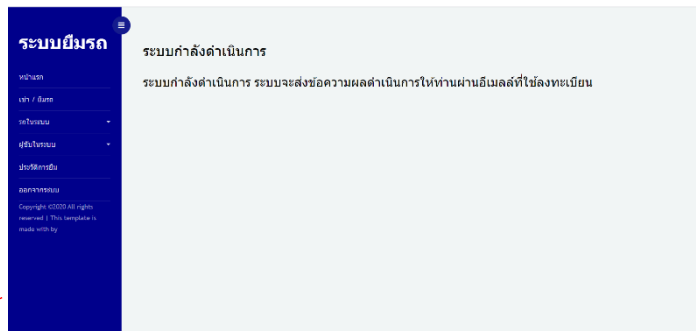 ระบบยืมรถ
หน้าแรก
เช่า / ยืมรถ
รถในระบบ
ผู้ขับในระบบ
ประวัติการยืม
ออกจากระบบ
Copyright ©2020 All rights
reserved | This template is
made with by
ระบบกำลังดำเนินการ
ระบบกำลังดำเนินการ ระบบจะส่งข้อความผลดำเนินการให้ท่านผ่านอีเมลล์ที่ใช้ลงทะเบียน